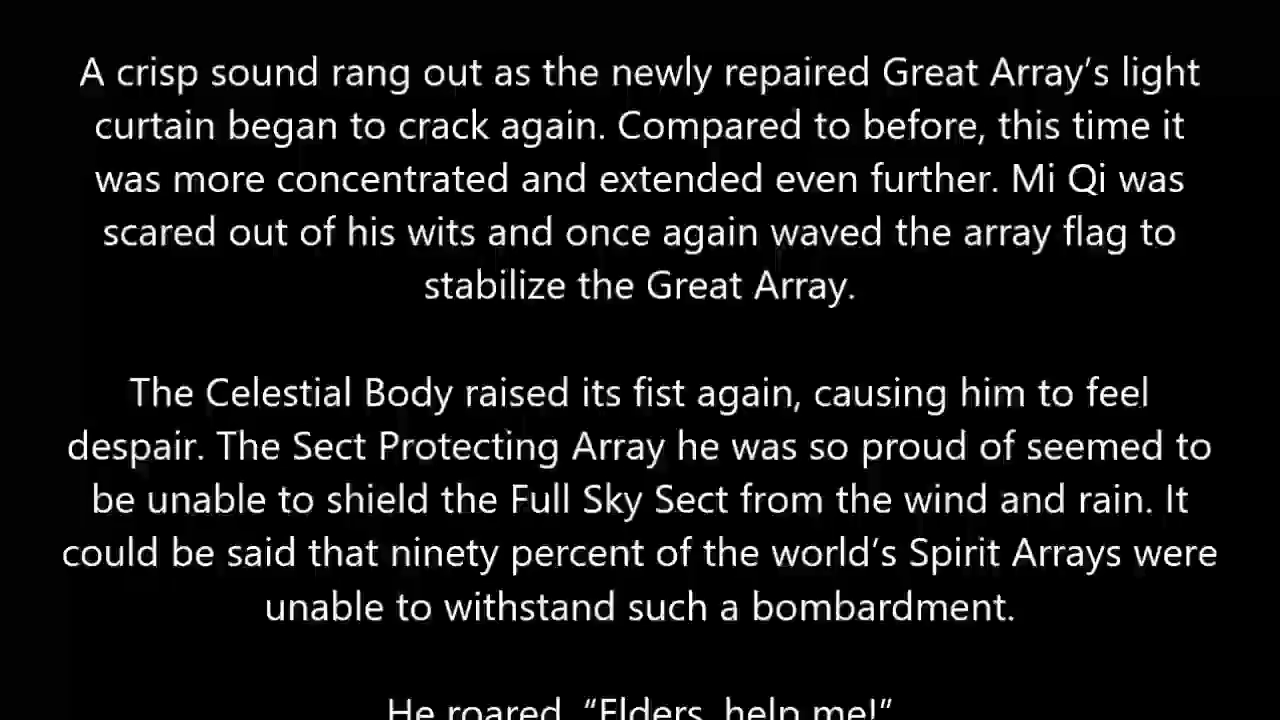 A crisp sound rang out as the newly repaired Great Array’s light
curtain began to crack again. Compared to before, this time it
was more concentrated and extended even further. Mi Qi was
scared out of his wits and once again waved the array flag to
stabilize the Great Array.
The Celestial Body raised its fist again, causing him to feel
despair. The Sect Protecting Array he was so proud of seemed to
be unable to shield the Full Sky Sect from the wind and rain. It
could be said that ninety percent of the world’s Spirit Arrays were
unable to withstand such a bombardment.
He roared, “Elders, help me!”